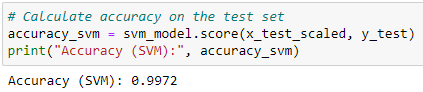 # Calculate accuracy on the test set
accuracy_svm = svm_model.score(x_test_scaled, y_test)
print("Accuracy (SVM):", accuracy_svm)
Accuracy (SVM): 0.9972